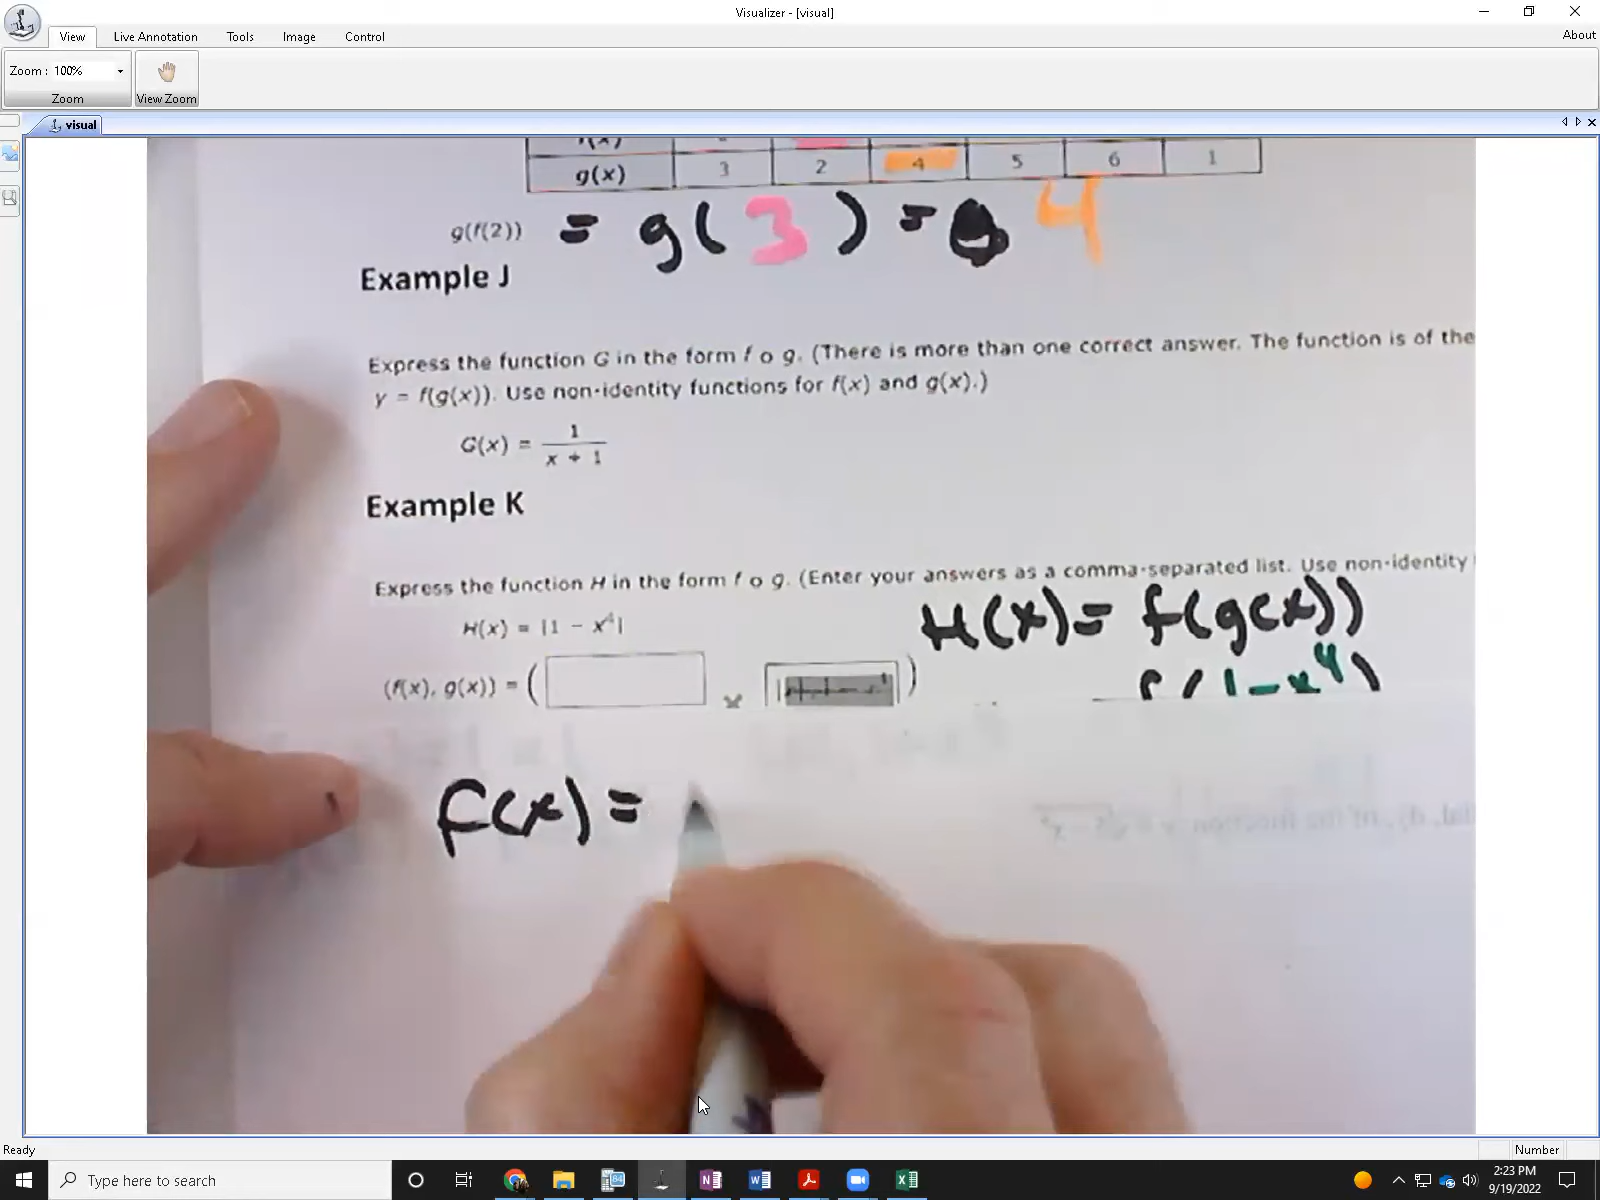 Visualizer - [visual]
View Live Annotation Tools Image Control About
Zoom : 100%
Zoom View Zoom
visual
g(x) 3 2 4 5 6 1
g(f(2)) = g( 3 ) = 4
Example J
Express the function G in the form f o g. (There is more than one correct answer. The function is of the
y = f(g(x)). Use non-identity functions for f(x) and g(x).)
G(x) = 1
x + 1
Example K
Express the function H in the form f o g. (Enter your answers as a comma-separated list. Use non-identity
H(x) = |1 - x⁴|
H(x) = f(g(x))
(f(x), g(x)) = ( )
f(1-x⁴)
f(x) =
Ready Number
Type here to search
2:23 PM
9/19/2022